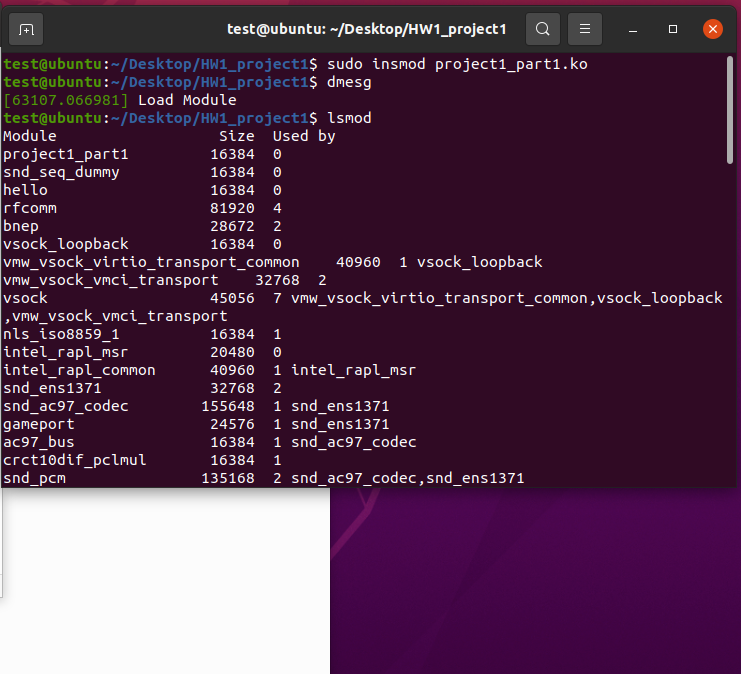 test@ubuntu: ~/Desktop/HW1_project1
test@ubuntu:~/Desktop/HW1_project1$ sudo insmod project1_part1.ko
test@ubuntu:~/Desktop/HW1_project1$ dmesg
[63107.066981] Load Module
test@ubuntu:~/Desktop/HW1_project1$ lsmod
Module                  Size  Used by
project1_part1         16384  0
snd_seq_dummy          16384  0
hello                  16384  0
rfcomm                 81920  4
bnep                   28672  2
vsock_loopback         16384  0
vmw_vsock_virtio_transport_common    40960  1 vsock_loopback
vmw_vsock_vmci_transport    32768  2
vsock                  45056  7 vmw_vsock_virtio_transport_common,vsock_loopback
,vmw_vsock_vmci_transport
nls_iso8859_1          16384  1
intel_rapl_msr         20480  0
intel_rapl_common      40960  1 intel_rapl_msr
snd_ens1371            32768  2
snd_ac97_codec        155648  1 snd_ens1371
gameport               24576  1 snd_ens1371
ac97_bus               16384  1 snd_ac97_codec
crct10dif_pclmul       16384  1
snd_pcm               135168  2 snd_ac97_codec,snd_ens1371